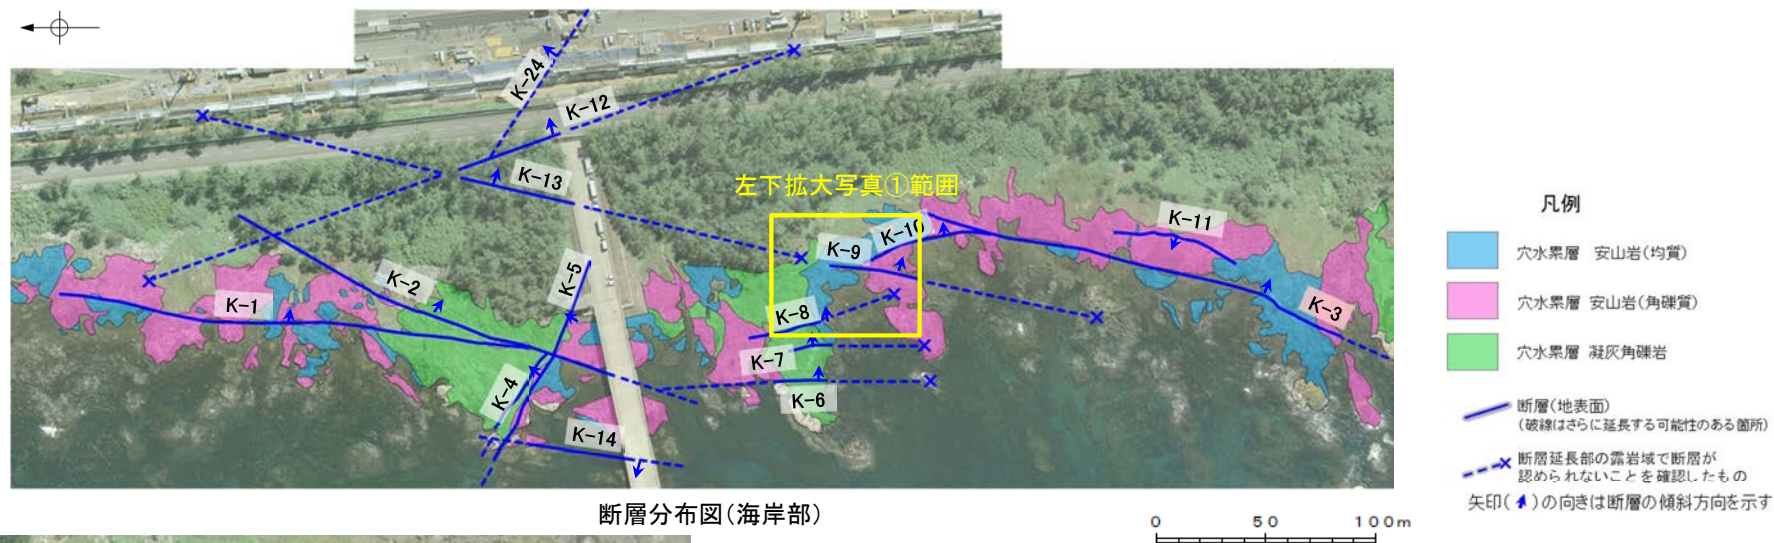 K-24
K-12
K-13
左下拡大写真①範囲
K-11
K-10
K-9
K-5
K-2
K-1
K-3
K-8
K-7
K-4
K-6
K-14
断層分布図(海岸部)
0 50 100m
凡例
穴水累層 安山岩(均質)
穴水累層 安山岩(角礫質)
穴水累層 凝灰角礫岩
断層(地表面)
(破線はさらに延長する可能性のある箇所)
断層延長部の露岩域で断層が
認められないことを確認したもの
矢印( )の向きは断層の傾斜方向を示す